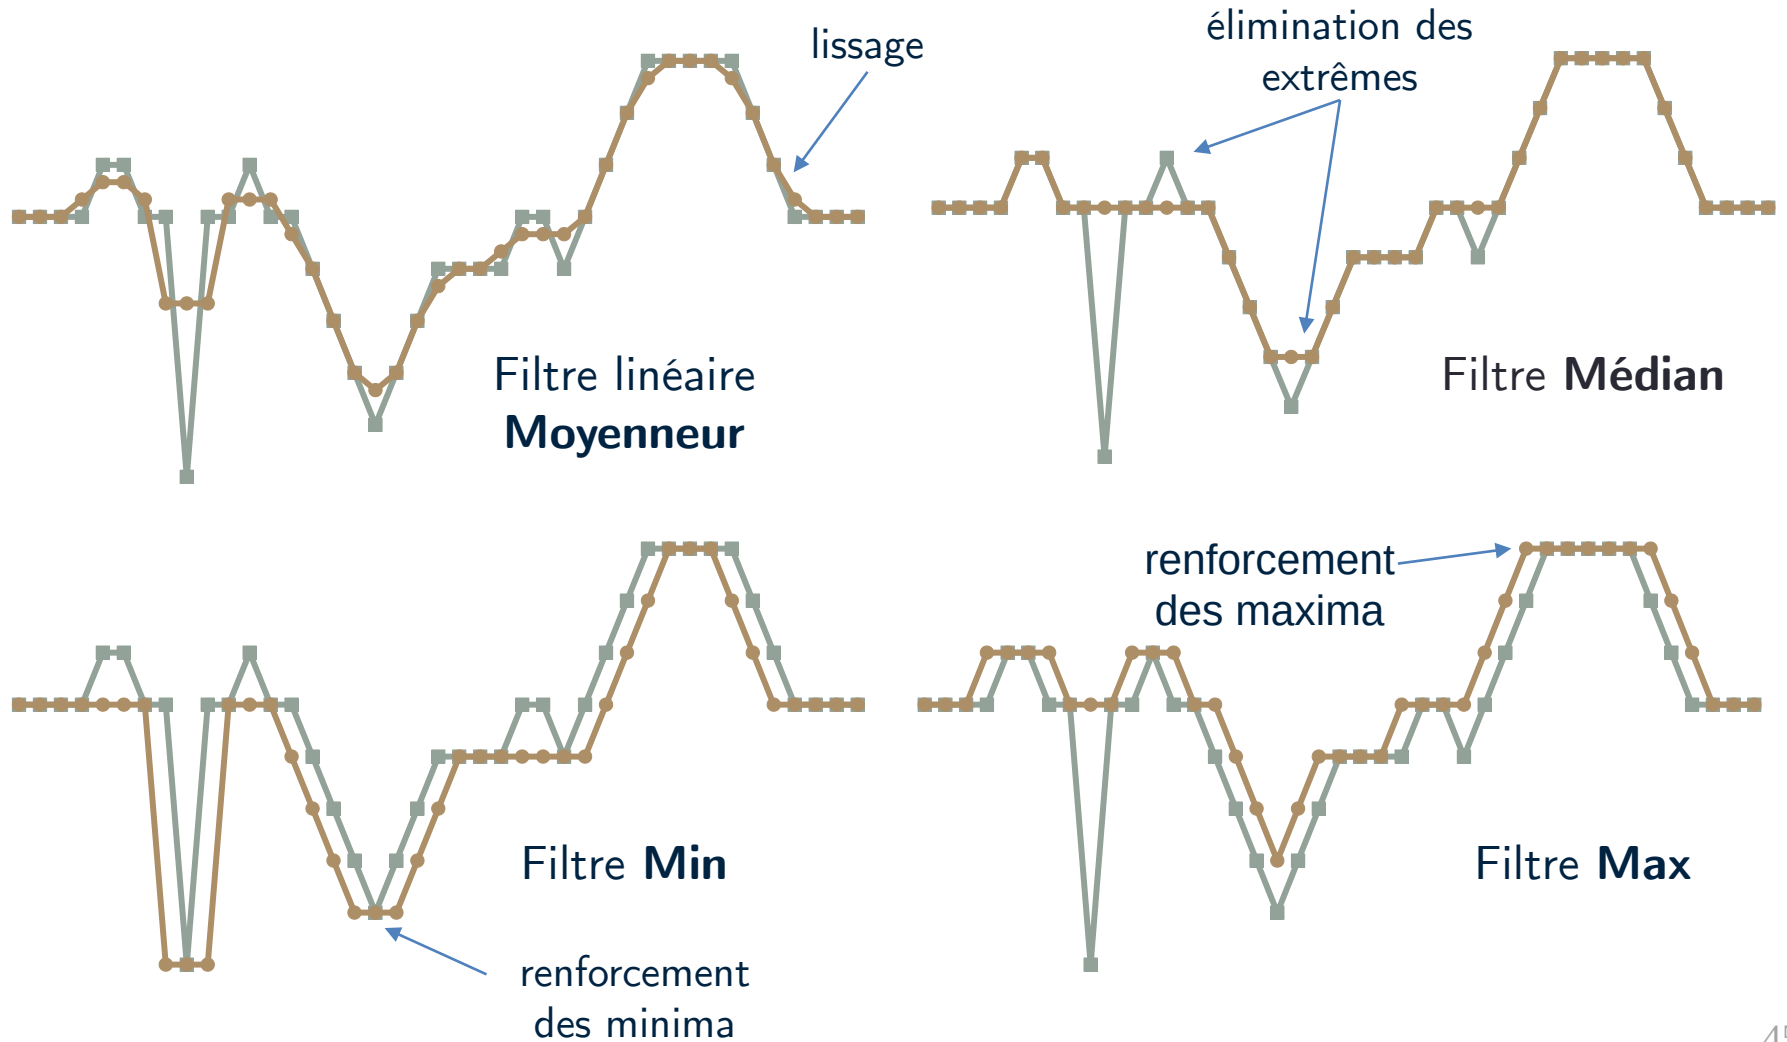 lissage
élimination des
extrêmes
Filtre linéaire
Moyenneur
Filtre Médian
renforcement
des maxima
Filtre Min
Filtre Max
renforcement
des minima